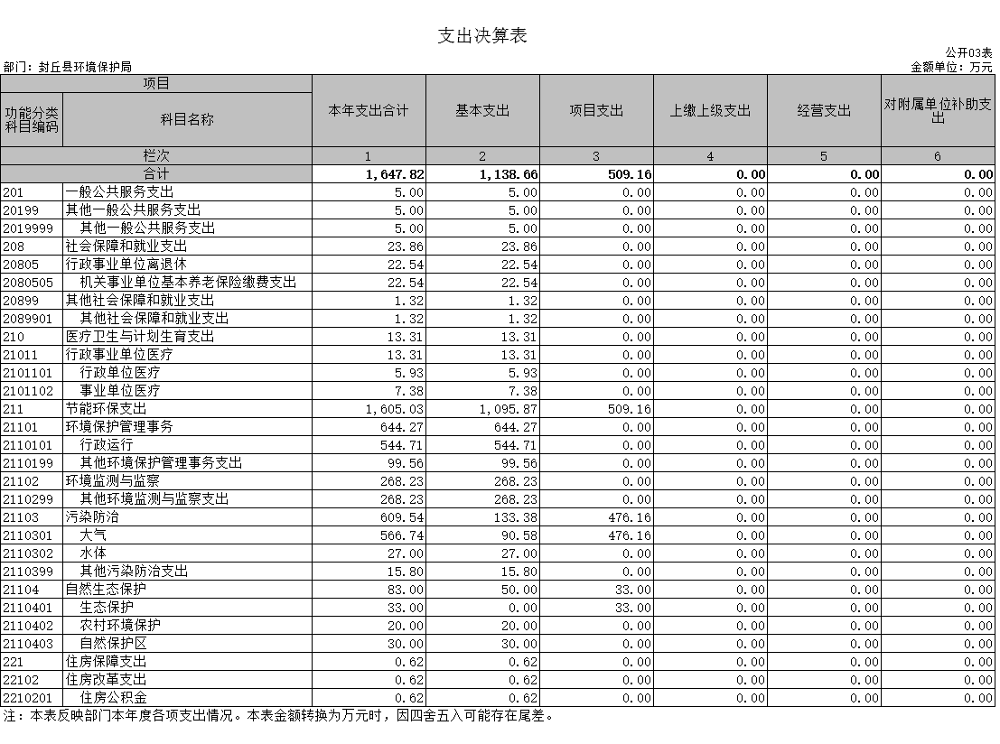 支出决算表
公开03表
部门：封丘县环境保护局 金额单位：万元
项目 本年支出合计 基本支出 项目支出 上缴上级支出 经营支出 对附属单位补助支出
功能分类科目编码 科目名称
栏次 1 2 3 4 5 6
合计 1,647.82 1,138.66 509.16 0.00 0.00 0.00
201 一般公共服务支出 5.00 5.00 0.00 0.00 0.00 0.00
20199 其他一般公共服务支出 5.00 5.00 0.00 0.00 0.00 0.00
2019999 其他一般公共服务支出 5.00 5.00 0.00 0.00 0.00 0.00
208 社会保障和就业支出 23.86 23.86 0.00 0.00 0.00 0.00
20805 行政事业单位离退休 22.54 22.54 0.00 0.00 0.00 0.00
2080505 机关事业单位基本养老保险缴费支出 22.54 22.54 0.00 0.00 0.00 0.00
20899 其他社会保障和就业支出 1.32 1.32 0.00 0.00 0.00 0.00
2089901 其他社会保障和就业支出 1.32 1.32 0.00 0.00 0.00 0.00
210 医疗卫生与计划生育支出 13.31 13.31 0.00 0.00 0.00 0.00
21011 行政事业单位医疗 13.31 13.31 0.00 0.00 0.00 0.00
2101101 行政单位医疗 5.93 5.93 0.00 0.00 0.00 0.00
2101102 事业单位医疗 7.38 7.38 0.00 0.00 0.00 0.00
211 节能环保支出 1,605.03 1,095.87 509.16 0.00 0.00 0.00
21101 环境保护管理事务 644.27 644.27 0.00 0.00 0.00 0.00
2110101 行政运行 544.71 544.71 0.00 0.00 0.00 0.00
2110199 其他环境保护管理事务支出 99.56 99.56 0.00 0.00 0.00 0.00
21102 环境监测与监察 268.23 268.23 0.00 0.00 0.00 0.00
2110299 其他环境监测与监察支出 268.23 268.23 0.00 0.00 0.00 0.00
21103 污染防治 609.54 133.38 476.16 0.00 0.00 0.00
2110301 大气 566.74 90.58 476.16 0.00 0.00 0.00
2110302 水体 27.00 27.00 0.00 0.00 0.00 0.00
2110399 其他污染防治支出 15.80 15.80 0.00 0.00 0.00 0.00
21104 自然生态保护 83.00 50.00 33.00 0.00 0.00 0.00
2110401 生态保护 33.00 0.00 33.00 0.00 0.00 0.00
2110402 农村环境保护 20.00 20.00 0.00 0.00 0.00 0.00
2110403 自然保护区 30.00 30.00 0.00 0.00 0.00 0.00
221 住房保障支出 0.62 0.62 0.00 0.00 0.00 0.00
22102 住房改革支出 0.62 0.62 0.00 0.00 0.00 0.00
2210201 住房公积金 0.62 0.62 0.00 0.00 0.00 0.00
注：本表反映部门本年度各项支出情况。本表金额转换为万元时，因四舍五入可能存在尾差。